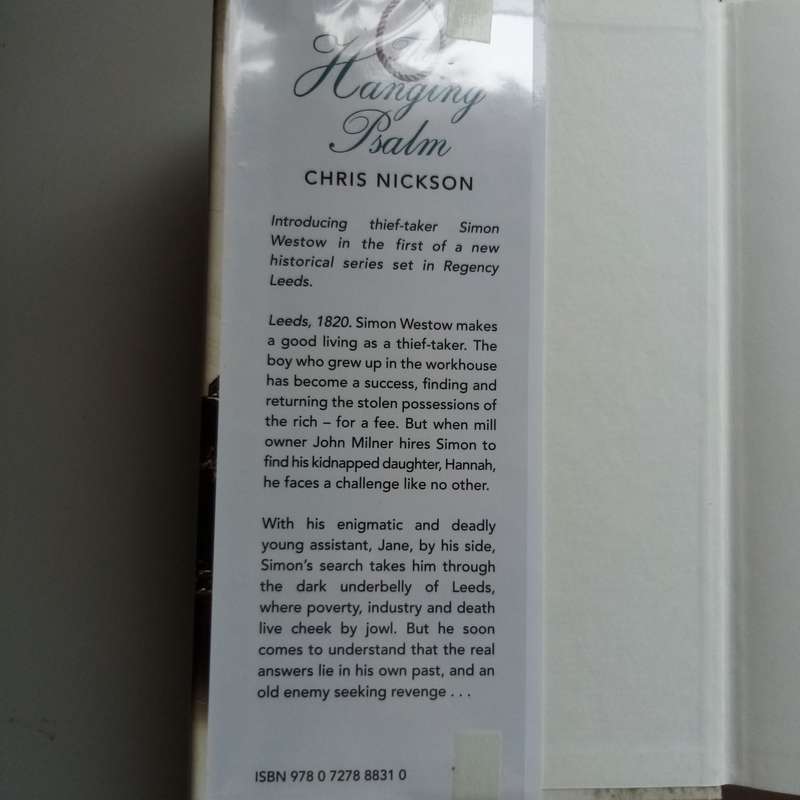 Hanging
Psalm
CHRIS NICKSON
Introducing thief-taker Simon
Westow in the first of a new
historical series set in Regency
Leeds.
Leeds, 1820. Simon Westow makes
a good living as a thief-taker. The
boy who grew up in the workhouse
has become a success, finding and
returning the stolen possessions of
the rich – for a fee. But when mill
owner John Milner hires Simon to
find his kidnapped daughter, Hannah,
he faces a challenge like no other.
With his enigmatic and deadly
young assistant, Jane, by his side,
Simon's search takes him through
the dark underbelly of Leeds,
where poverty, industry and death
live cheek by jowl. But he soon
comes to understand that the real
answers lie in his own past, and an
old enemy seeking revenge . . .
ISBN 978 0 7278 8831 0